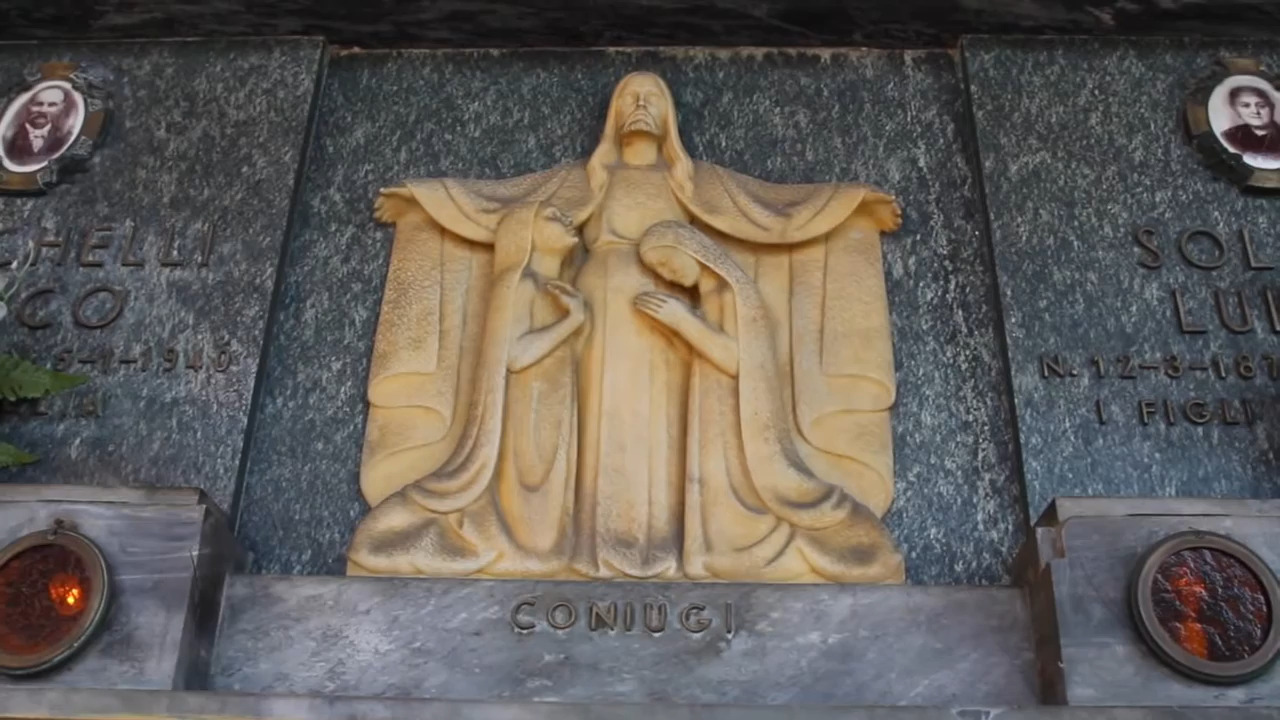 CHELLI
CO
5-1-1940
SOL
LUI
N. 12-3-187
I FIGLI
CONIUGI